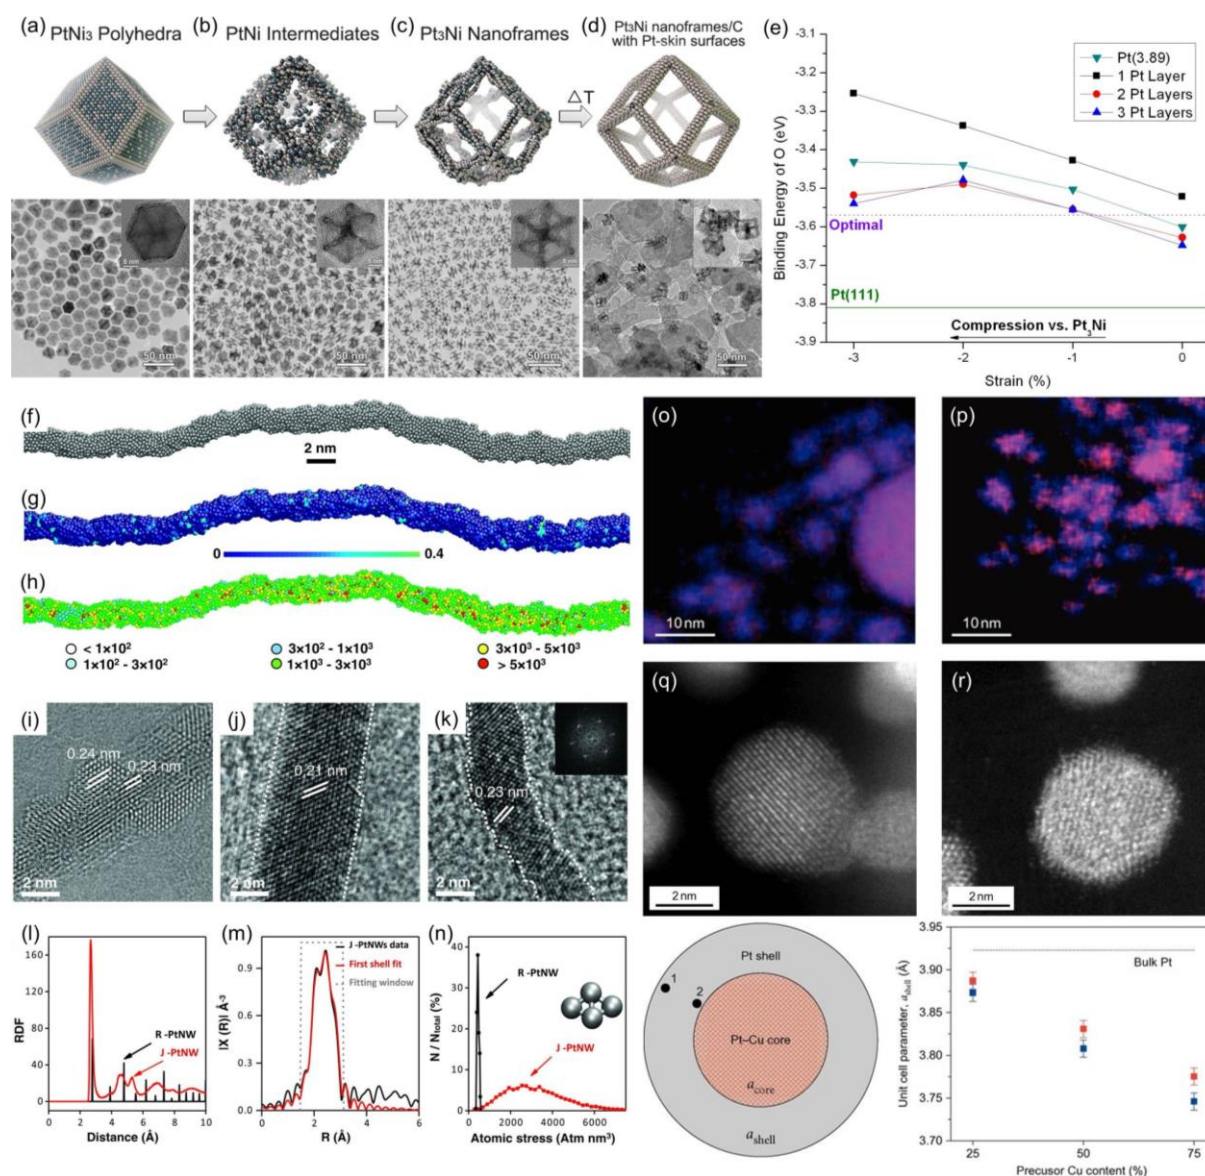 (a) PtNi₃ Polyhedra
(b) PtNi Intermediates
(c) Pt₃Ni Nanoframes
(d) Pt₃Ni nanoframes/C
with Pt-skin surfaces
△T
50 nm
50 nm
50 nm
50 nm
(e)
Binding Energy of O (eV)
-3.1
-3.2
-3.3
-3.4
-3.5
-3.6
-3.7
-3.8
-3.9
Pt(3.89)
1 Pt Layer
2 Pt Layers
3 Pt Layers
Optimal
Pt(111)
Compression vs. Pt₃Ni
-3 -2 -1 0
Strain (%)
(f)
2 nm
(g)
0 0.4
(h)
< 1×10² 3×10² - 1×10³ 3×10³ - 5×10³
1×10² - 3×10² 1×10³ - 3×10³ > 5×10³
(i)
0.24 nm
0.23 nm
2 nm
(j)
0.21 nm
2 nm
(k)
0.23 nm
2 nm
(l)
RDF
160
120
80
40
0
R -PtNW
J -PtNW
0 2 4 6 8 10
Distance (Å)
(m)
|X (R)| Å-³
0.9
0.6
0.3
0.0
J -PtNWs data
First shell fit
Fitting window
0 2 4 6
R (Å)
(n)
N / Ntotal (%)
40
30
20
10
0
R -PtNW
J -PtNW
0 2000 4000 6000
Atomic stress (Atm nm³)
(o)
10 nm
(p)
10 nm
(q)
2 nm
(r)
2 nm
Pt shell
1
2
Pt–Cu core
acore
ashell
Unit cell parameter, ashell (Å)
3.95
3.90
3.85
3.80
3.75
3.70
Bulk Pt
25 50 75
Precusor Cu content (%)